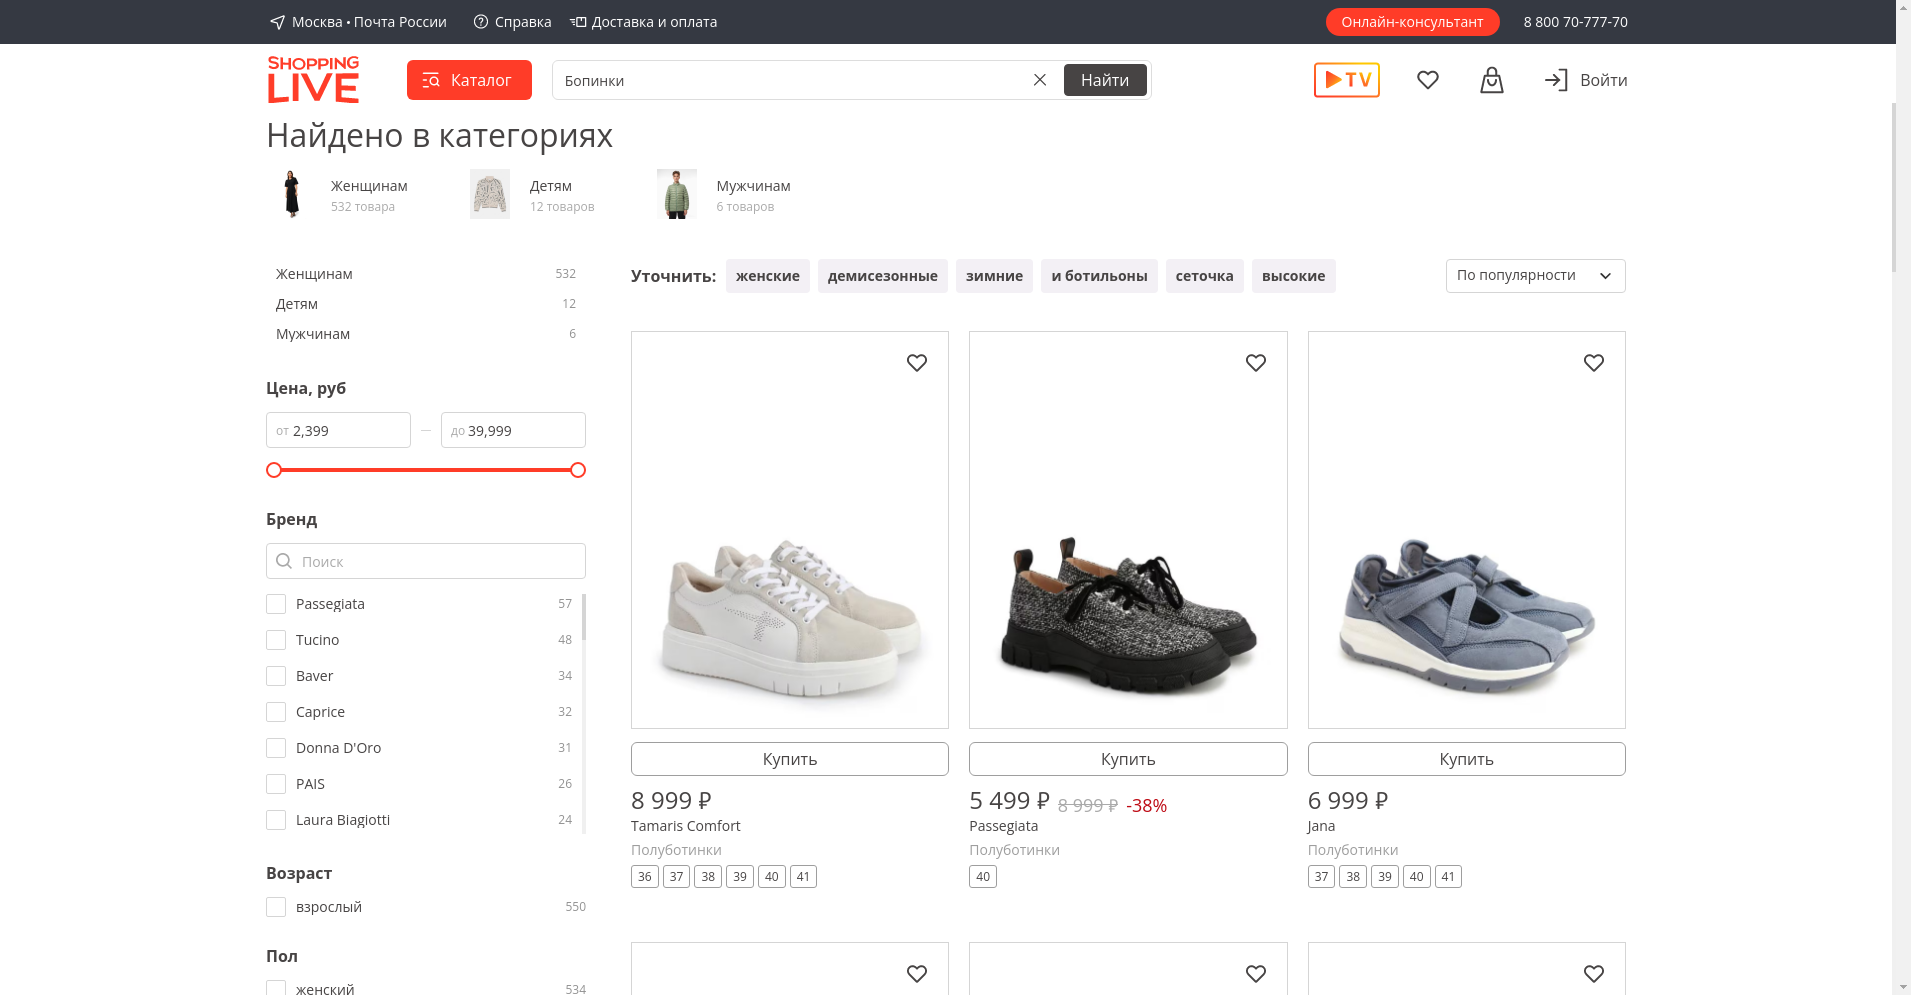 Москва • Почта России
Справка
Доставка и оплата
Онлайн-консультант
8 800 70-777-70
SHOPPING
LIVE
Каталог
Бопинки
Найти
TV
Войти
Найдено в категориях
Женщинам
532 товара
Детям
12 товаров
Мужчинам
6 товаров
Женщинам 532
Детям 12
Мужчинам 6
Цена, руб
от 2,399 — до 39,999
Бренд
Поиск
Passegiata 57
Tucino 48
Baver 34
Caprice 32
Donna D'Oro 31
PAIS 26
Laura Biagiotti 24
Возраст
взрослый 550
Пол
женский 534
Уточнить: женские демисезонные зимние и ботильоны сеточка высокие
По популярности
Купить
8 999 ₽
Tamaris Comfort
Полуботинки
36 37 38 39 40 41
Купить
5 499 ₽ 8 999 ₽ -38%
Passegiata
Полуботинки
40
Купить
6 999 ₽
Jana
Полуботинки
37 38 39 40 41